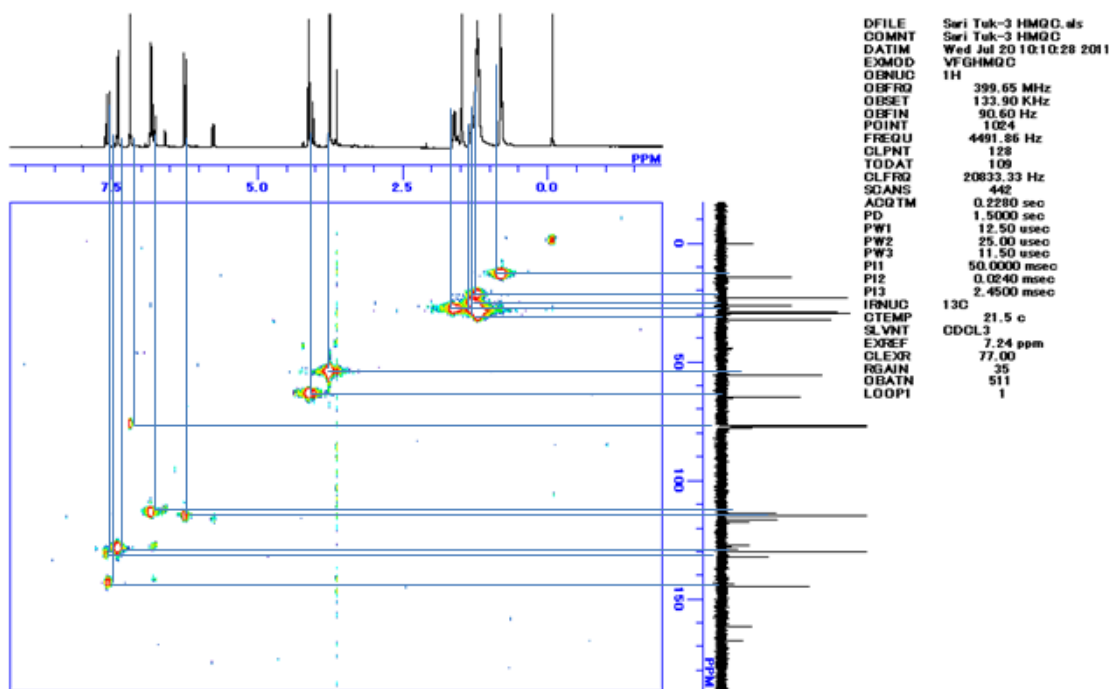 DFILE Sari Tuk-3 HMQC.als
COMNT Sari Tuk-3 HMQC
DATIM Wed Jul 20 10:10:28 2011
EXMOD VFGHMQC
OBNUC 1H
OBFRQ 399.65 MHz
OBSET 133.90 KHz
OBFIN 90.60 Hz
POINT 1024
FREQU 4491.86 Hz
CLPNT 128
TODAT 109
CLFRQ 20833.33 Hz
SCANS 442
ACQTM 0.2280 sec
PD 1.5000 sec
PW1 12.50 usec
PW2 25.00 usec
PW3 11.50 usec
PI1 50.0000 msec
PI2 0.0240 msec
PI3 2.4500 msec
IRNUC 13C
CTEMP 21.5 c
SLVNT CDCL3
EXREF 7.24 ppm
CLEXR 77.00
RGAIN 35
OBATN 511
LOOP1 1
PPM
7.5 5.0 2.5 0.0
0
50
100
150
PPM